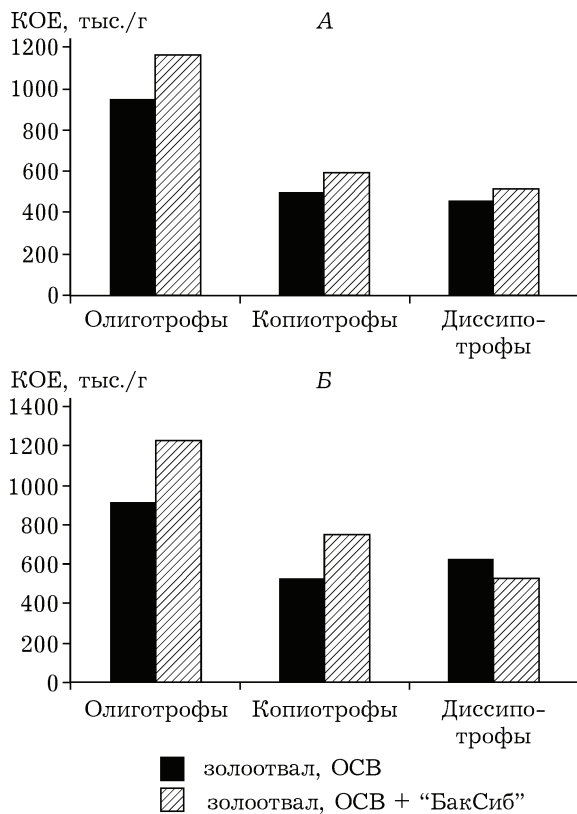 КОЕ, тыс./г А
1200
1000
800
600
400
200
0
Олиготрофы Копиотрофы Диссипо-
трофы
КОЕ, тыс./г Б
1400
1200
1000
800
600
400
200
0
Олиготрофы Копиотрофы Диссипо-
трофы
золоотвал, ОСВ
золоотвал, ОСВ + “БакСиб”